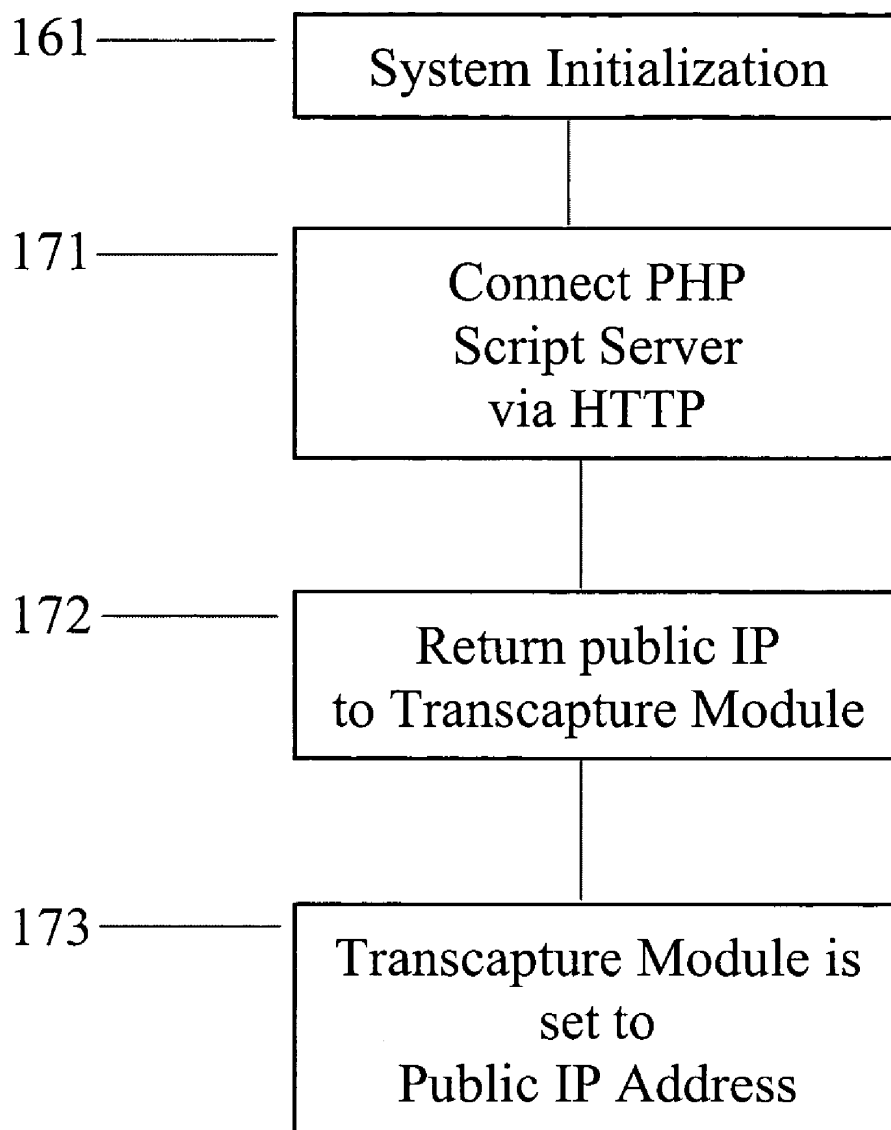 161
System Initialization
171
Connect PHP
Script Server
via HTTP
172
Return public IP
to Transcapture Module
173
Transcapture Module is
set to
Public IP Address